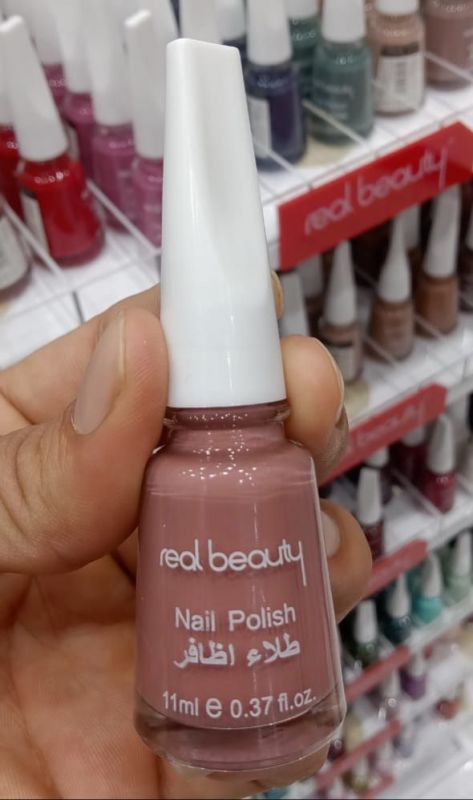 real beauty
real beauty
real beauty
Nail Polish
طلاء اظافر
11ml e 0.37 fl.oz.